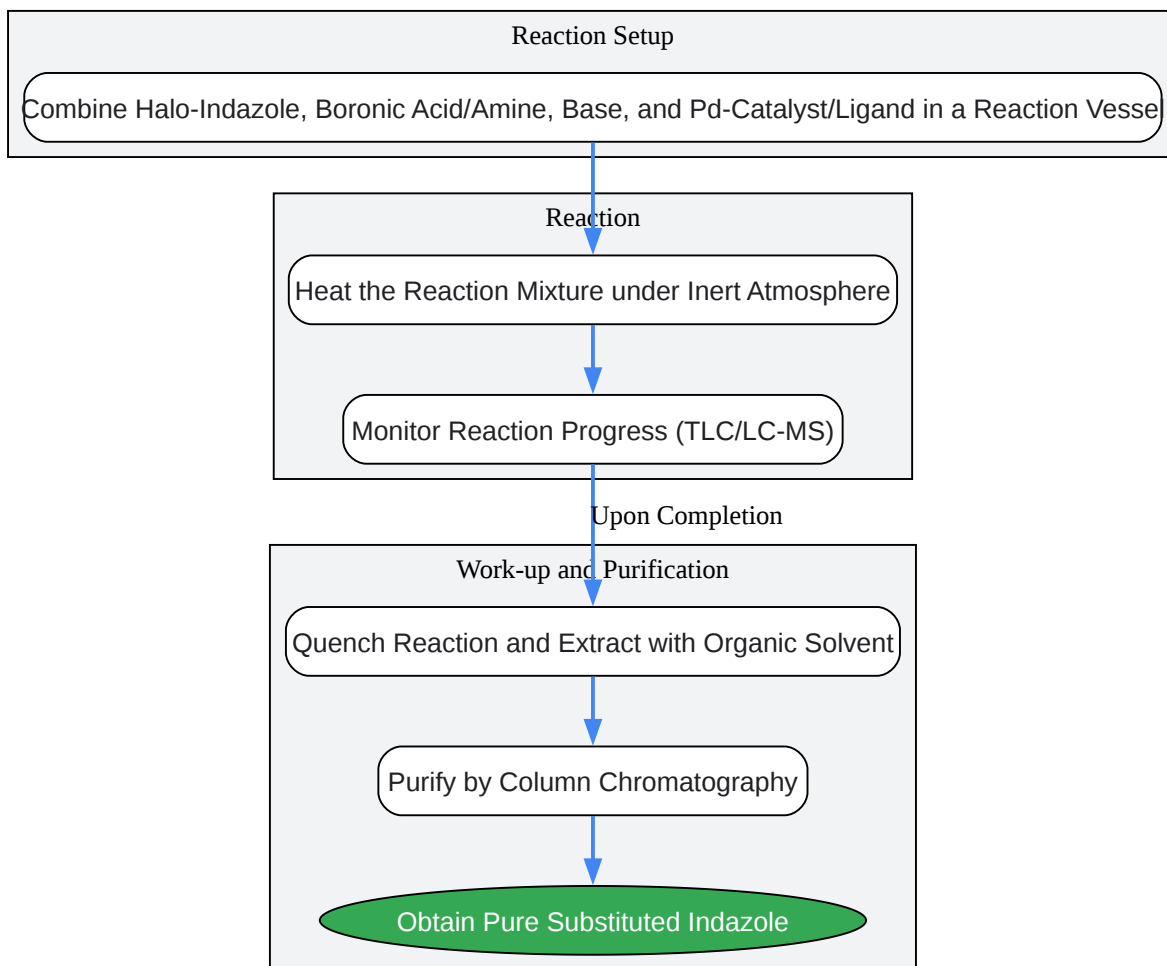 Reaction Setup
Combine Halo-Indazole, Boronic Acid/Amine, Base, and Pd-Catalyst/Ligand in a Reaction Vessel
Reaction
Heat the Reaction Mixture under Inert Atmosphere
Monitor Reaction Progress (TLC/LC-MS)
Upon Completion
Work-up and Purification
Quench Reaction and Extract with Organic Solvent
Purify by Column Chromatography
Obtain Pure Substituted Indazole